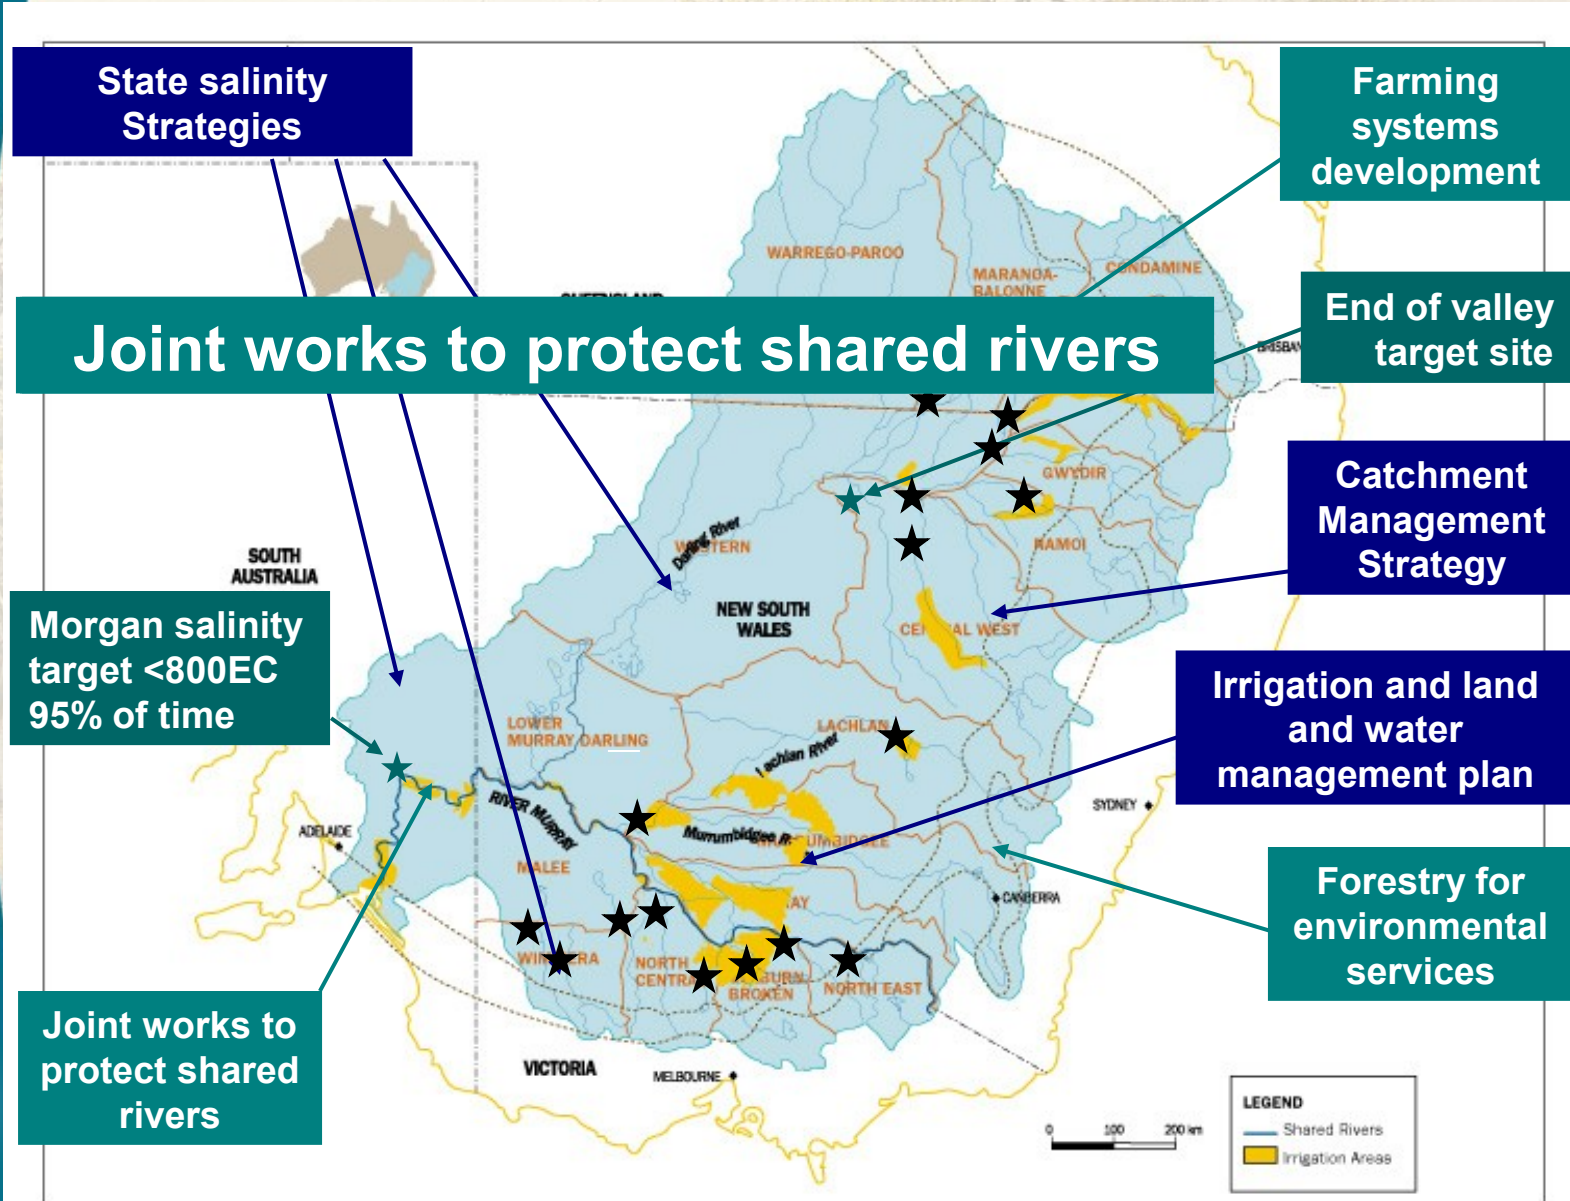 State salinity
Strategies
Farming
systems
development
WARREGO-PAROO
MARANOA-
BALONNE
CONDAMINE
Joint works to protect shared rivers
End of valley
target site
GWYDIR
Catchment
Management
Strategy
Darling River
NAMOI
SOUTH
AUSTRALIA
NEW SOUTH
WALES
Morgan salinity
target <800EC
95% of time
Irrigation and land
and water
management plan
LOWER
MURRAY DARLING
LACHLAN
Lachlan River
RIVER MURRAY
Murrumbidgee R.
SYDNEY
ADELAIDE
MALEE
CANBERRA
Forestry for
environmental
services
NORTH
BROKEN
NORTH EAST
Joint works to
protect shared
rivers
VICTORIA
MELBOURNE
LEGEND
Shared Rivers
Irrigation Areas
0 100 200 km